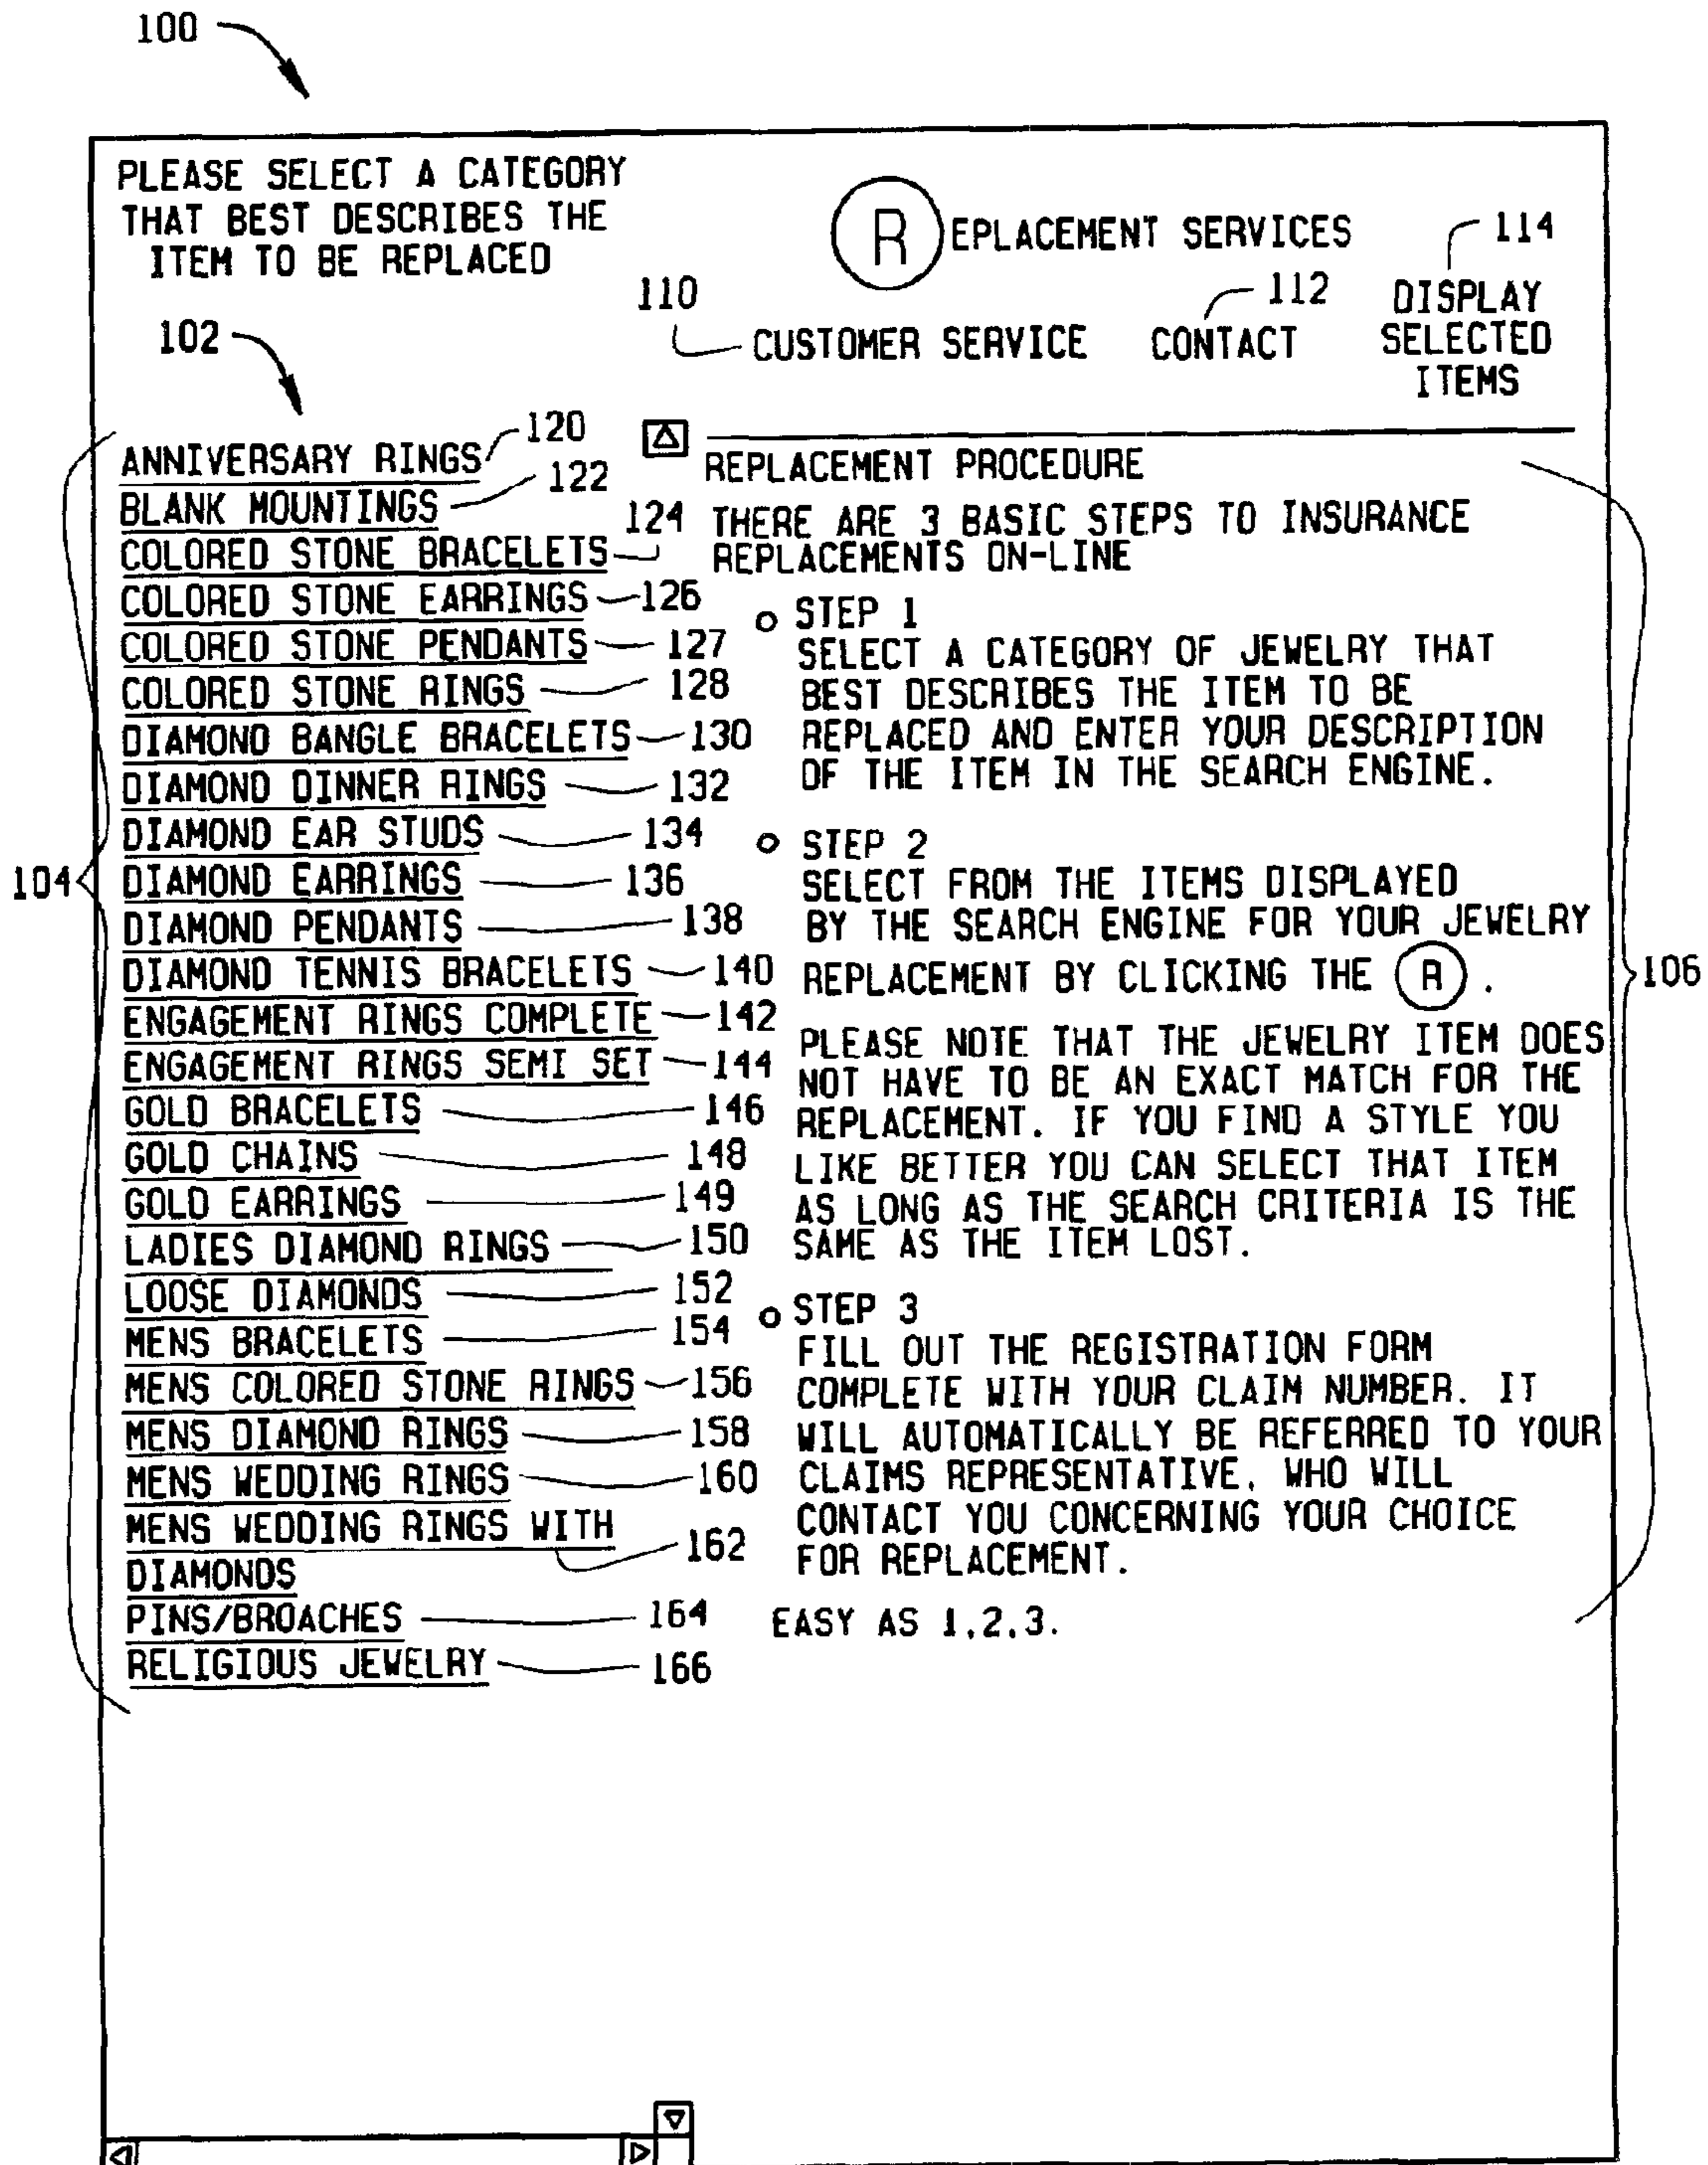 100
PLEASE SELECT A CATEGORY
THAT BEST DESCRIBES THE
ITEM TO BE REPLACED
REPLACEMENT SERVICES
110
CUSTOMER SERVICE
112
CONTACT
114
DISPLAY
SELECTED
ITEMS
102
104
ANNIVERSARY RINGS 120
BLANK MOUNTINGS 122
COLORED STONE BRACELETS 124
COLORED STONE EARRINGS 126
COLORED STONE PENDANTS 127
COLORED STONE RINGS 128
DIAMOND BANGLE BRACELETS 130
DIAMOND DINNER RINGS 132
DIAMOND EAR STUDS 134
DIAMOND EARRINGS 136
DIAMOND PENDANTS 138
DIAMOND TENNIS BRACELETS 140
ENGAGEMENT RINGS COMPLETE 142
ENGAGEMENT RINGS SEMI SET 144
GOLD BRACELETS 146
GOLD CHAINS 148
GOLD EARRINGS 149
LADIES DIAMOND RINGS 150
LOOSE DIAMONDS 152
MENS BRACELETS 154
MENS COLORED STONE RINGS 156
MENS DIAMOND RINGS 158
MENS WEDDING RINGS 160
MENS WEDDING RINGS WITH 162
DIAMONDS
PINS/BROACHES 164
RELIGIOUS JEWELRY 166
REPLACEMENT PROCEDURE
THERE ARE 3 BASIC STEPS TO INSURANCE
REPLACEMENTS ON-LINE
o STEP 1
SELECT A CATEGORY OF JEWELRY THAT
BEST DESCRIBES THE ITEM TO BE
REPLACED AND ENTER YOUR DESCRIPTION
OF THE ITEM IN THE SEARCH ENGINE.
o STEP 2
SELECT FROM THE ITEMS DISPLAYED
BY THE SEARCH ENGINE FOR YOUR JEWELRY
REPLACEMENT BY CLICKING THE R .
PLEASE NOTE THAT THE JEWELRY ITEM DOES
NOT HAVE TO BE AN EXACT MATCH FOR THE
REPLACEMENT. IF YOU FIND A STYLE YOU
LIKE BETTER YOU CAN SELECT THAT ITEM
AS LONG AS THE SEARCH CRITERIA IS THE
SAME AS THE ITEM LOST.
o STEP 3
FILL OUT THE REGISTRATION FORM
COMPLETE WITH YOUR CLAIM NUMBER. IT
WILL AUTOMATICALLY BE REFERRED TO YOUR
CLAIMS REPRESENTATIVE, WHO WILL
CONTACT YOU CONCERNING YOUR CHOICE
FOR REPLACEMENT.
EASY AS 1,2,3.
106